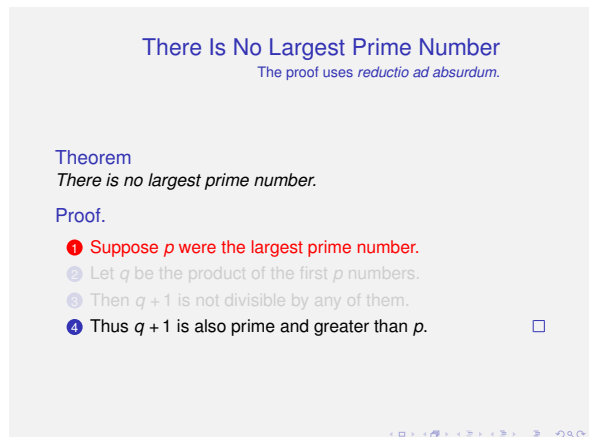 There Is No Largest Prime Number
The proof uses reductio ad absurdum.
Theorem
There is no largest prime number.
Proof.
1 Suppose p were the largest prime number.
2 Let q be the product of the first p numbers.
3 Then q + 1 is not divisible by any of them.
4 Thus q + 1 is also prime and greater than p. □